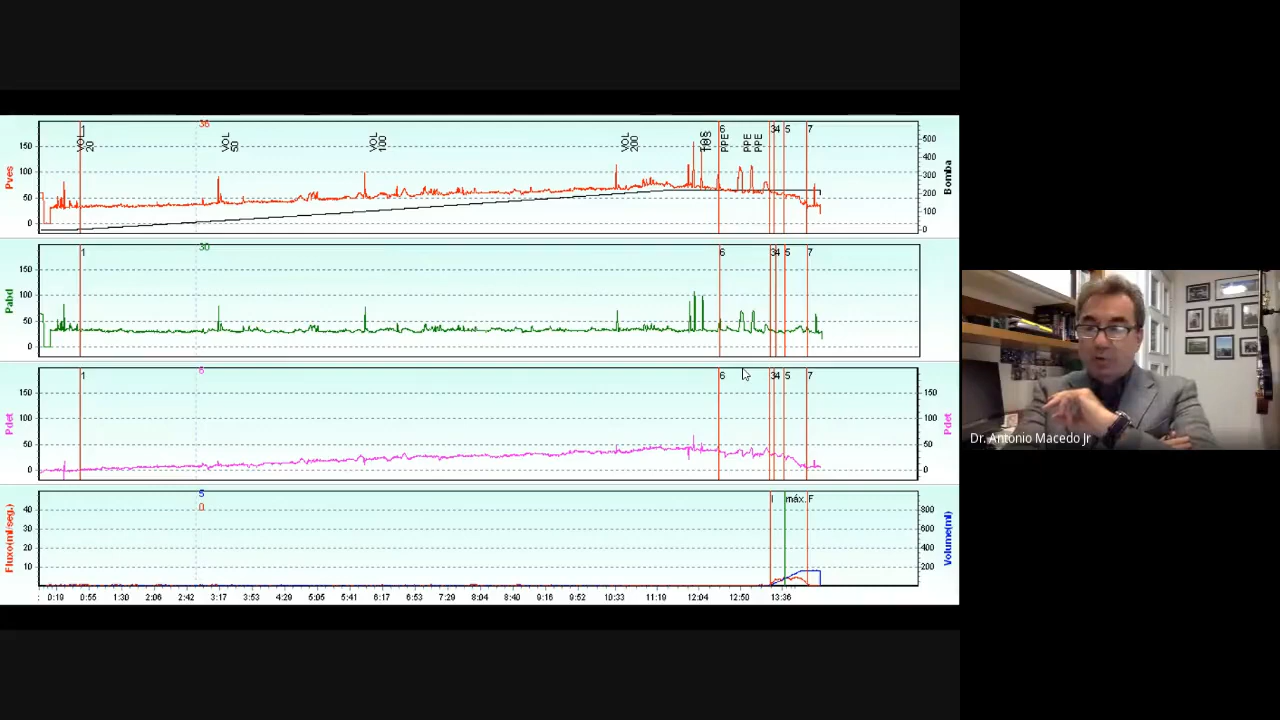 36
1 6 34 5 7
VOL 20 VOL 50 VOL 100 VOL 200 TOS PPE PPE PPE
Pves
150
100
50
0
500
400
300
200
100
0
Bomba
30
1 6 34 5 7
Pabd
150
100
50
0
6
1 6 34 5 7
Pdet
150
100
50
0
150
100
50
0
Pdet
5
0
I máx. F
Fluxo(ml/seg.)
40
30
20
10
800
600
400
200
Volume(ml)
: 0:19 0:55 1:30 2:06 2:42 3:17 3:53 4:29 5:05 5:41 6:17 6:53 7:29 8:04 8:40 9:16 9:52 10:33 11:19 12:04 12:50 13:36
Dr. Antonio Macedo Jr